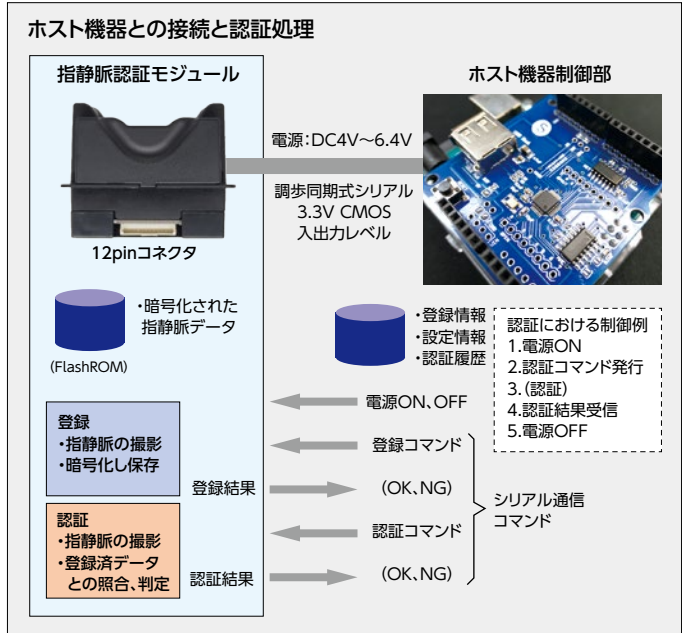 ホスト機器との接続と認証処理
指静脈認証モジュール
ホスト機器制御部
電源：DC4V～6.4V
調歩同期式シリアル
3.3V CMOS
入出力レベル
12pinコネクタ
・暗号化された
指静脈データ
(FlashROM)
・登録情報
・設定情報
・認証履歴
認証における制御例
1.電源ON
2.認証コマンド発行
3.(認証)
4.認証結果受信
5.電源OFF
電源ON、OFF
登録
・指静脈の撮影
・暗号化し保存
登録コマンド
登録結果
(OK、NG)
シリアル通信
コマンド
認証
・指静脈の撮影
・登録済データ
との照合、判定
認証コマンド
認証結果
(OK、NG)